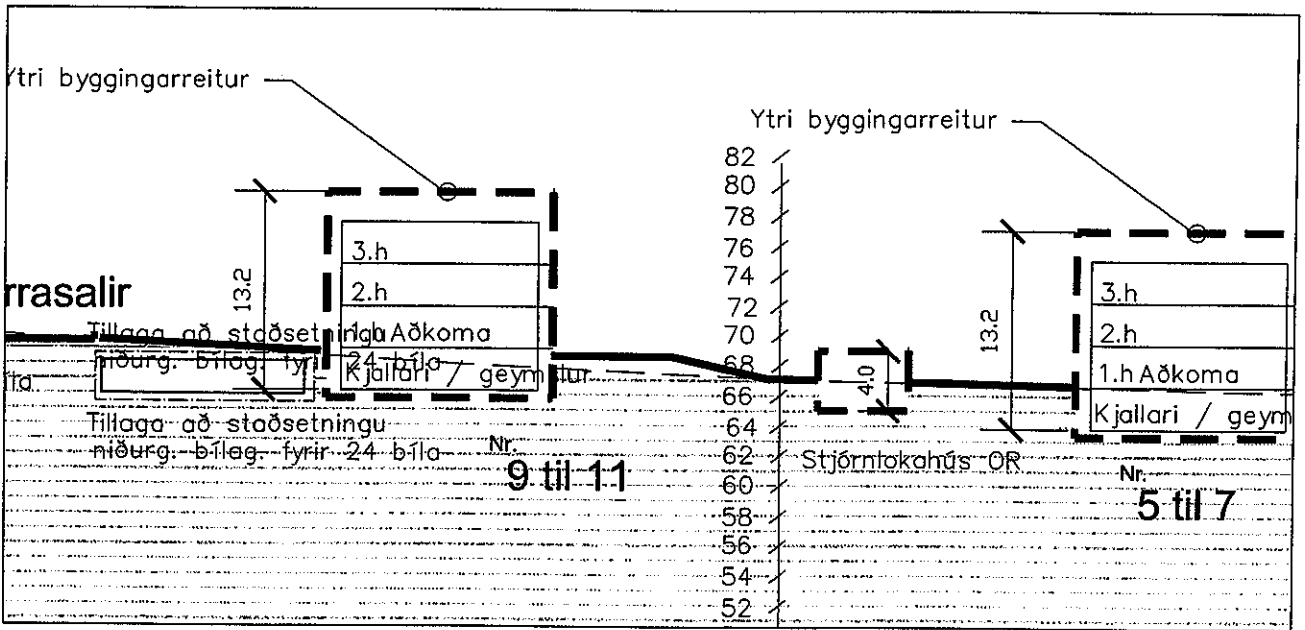 Ytri byggingarreitur
Ytri byggingarreitur
82
80
78
76
74
72
70
68
66
64
62
60
58
56
54
52
13.2
3.h
2.h
1.h Aðkoma
Kjallari / geymslur
rrasalir
Tillaga að staðsetningu
niðurg. bílag. fyrir 24 bíla
Tillaga að staðsetningu
niðurg. bílag. fyrir 24 bíla
Nr.
9 til 11
4.0
Stjórnlokahús OR
13.2
3.h
2.h
1.h Aðkoma
Kjallari / geym
Nr.
5 til 7